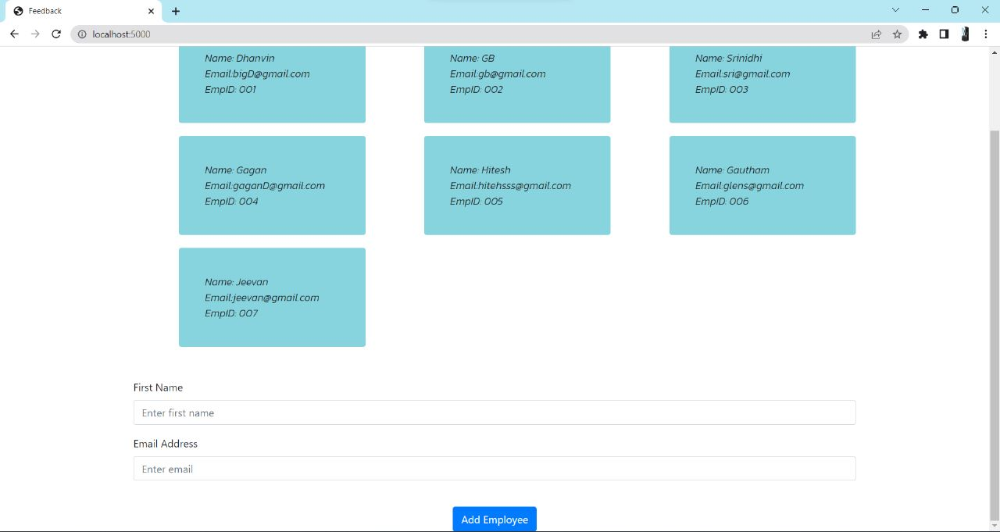 Feedback
localhost:5000
Name: Dhanvin
Email:bigD@gmail.com
EmpID: 001
Name: GB
Email:gb@gmail.com
EmpID: 002
Name: Srinidhi
Email:sri@gmail.com
EmpID: 003
Name: Gagan
Email:gaganD@gmail.com
EmpID: 004
Name: Hitesh
Email:hitehsss@gmail.com
EmpID: 005
Name: Gautham
Email:glens@gmail.com
EmpID: 006
Name: Jeevan
Email:jeevan@gmail.com
EmpID: 007
First Name
Enter first name
Email Address
Enter email
Add Employee